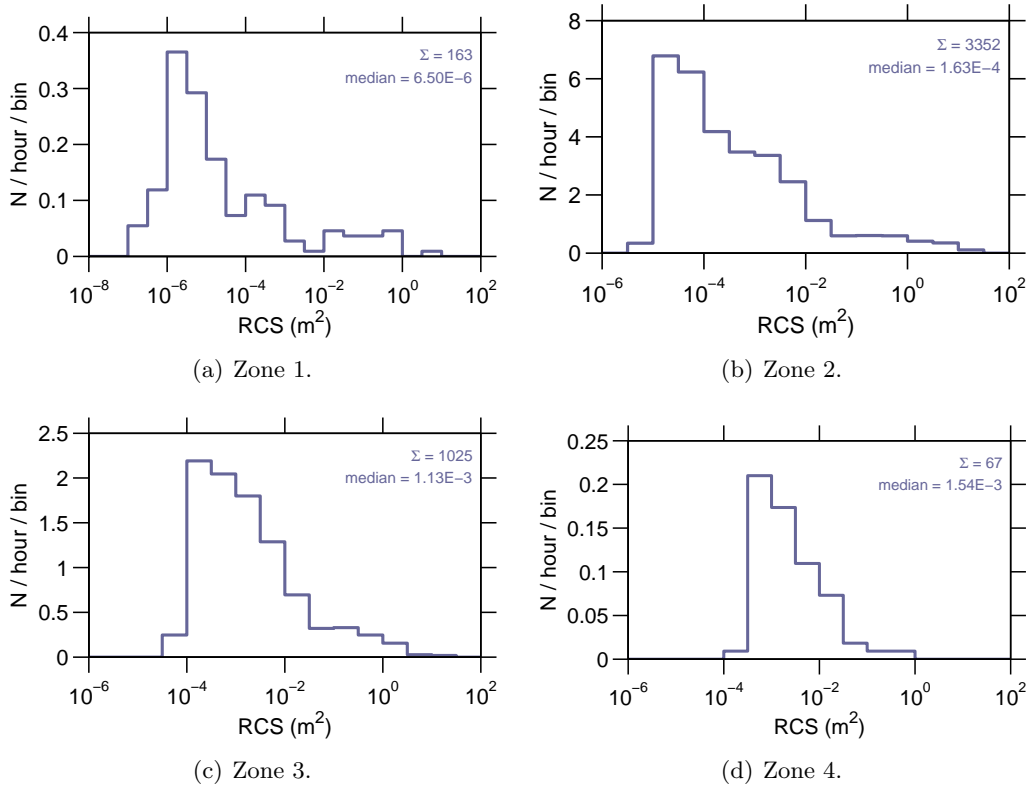 0.4
0.3
0.2
0.1
0
N / hour / bin
Σ = 163
median = 6.50E−6
10^−8
10^−6
10^−4
10^−2
10^0
10^2
RCS (m^2)
(a) Zone 1.
8
6
4
2
0
N / hour / bin
Σ = 3352
median = 1.63E−4
10^−6
10^−4
10^−2
10^0
10^2
RCS (m^2)
(b) Zone 2.
2.5
2
1.5
1
0.5
0
N / hour / bin
Σ = 1025
median = 1.13E−3
10^−6
10^−4
10^−2
10^0
10^2
RCS (m^2)
(c) Zone 3.
0.25
0.2
0.15
0.1
0.05
0
N / hour / bin
Σ = 67
median = 1.54E−3
10^−6
10^−4
10^−2
10^0
10^2
RCS (m^2)
(d) Zone 4.